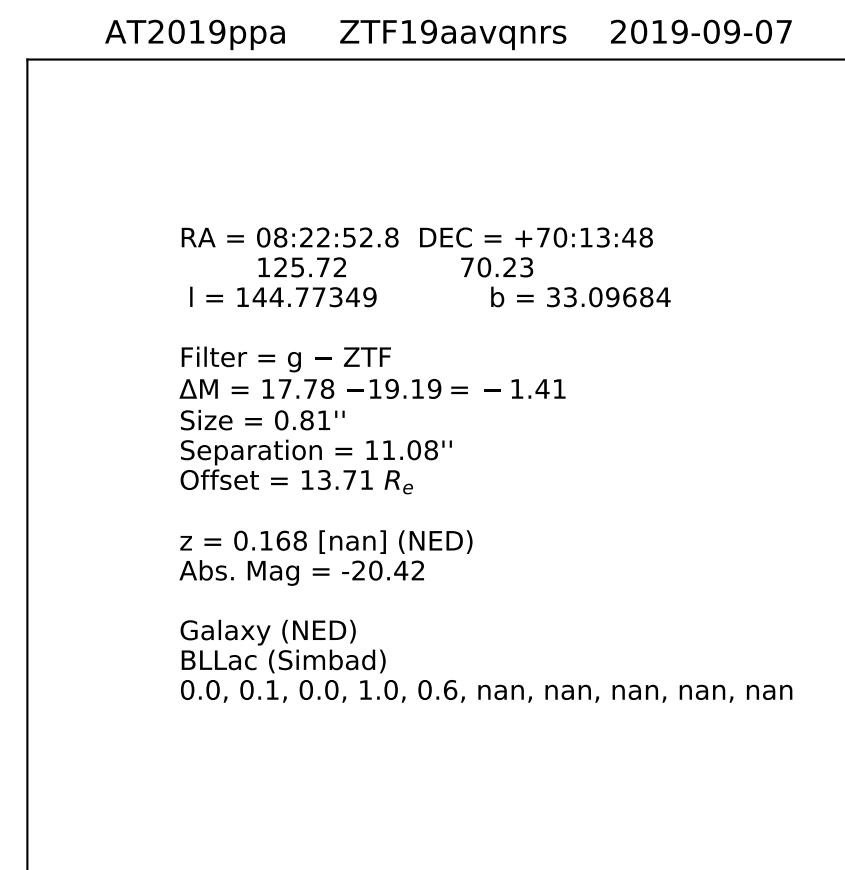 AT2019ppa ZTF19aavqnrs 2019-09-07
RA = 08:22:52.8 DEC = +70:13:48
125.72 70.23
l = 144.77349 b = 33.09684
Filter = g − ZTF
ΔM = 17.78 −19.19 = − 1.41
Size = 0.81''
Separation = 11.08''
Offset = 13.71 Re
z = 0.168 [nan] (NED)
Abs. Mag = -20.42
Galaxy (NED)
BLLac (Simbad)
0.0, 0.1, 0.0, 1.0, 0.6, nan, nan, nan, nan, nan